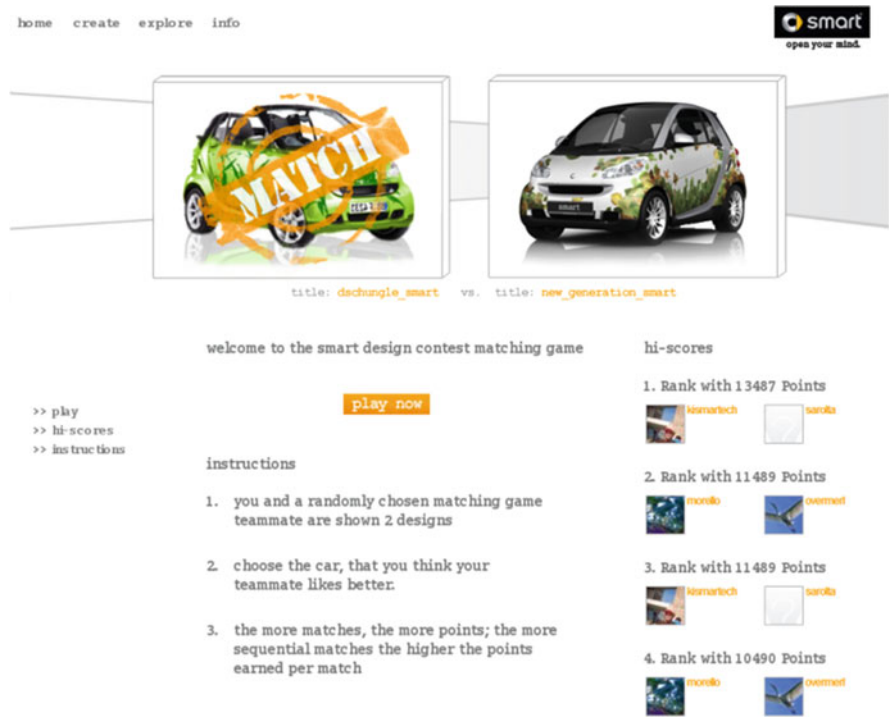 home create explore info
smart
open your mind.
MATCH
smart
title: dschungle_smart vs. title: new_generation_smart
welcome to the smart design contest matching game
play now
>> play
>> hi-scores
>> instructions
instructions
1. you and a randomly chosen matching game
teammate are shown 2 designs
2. choose the car, that you think your
teammate likes better.
3. the more matches, the more points; the more
sequential matches the higher the points
earned per match
hi-scores
1. Rank with 13487 Points
kismartech sarolta
2. Rank with 11489 Points
morello overmert
3. Rank with 11489 Points
kismartech sarolta
4. Rank with 10490 Points
morello overmert